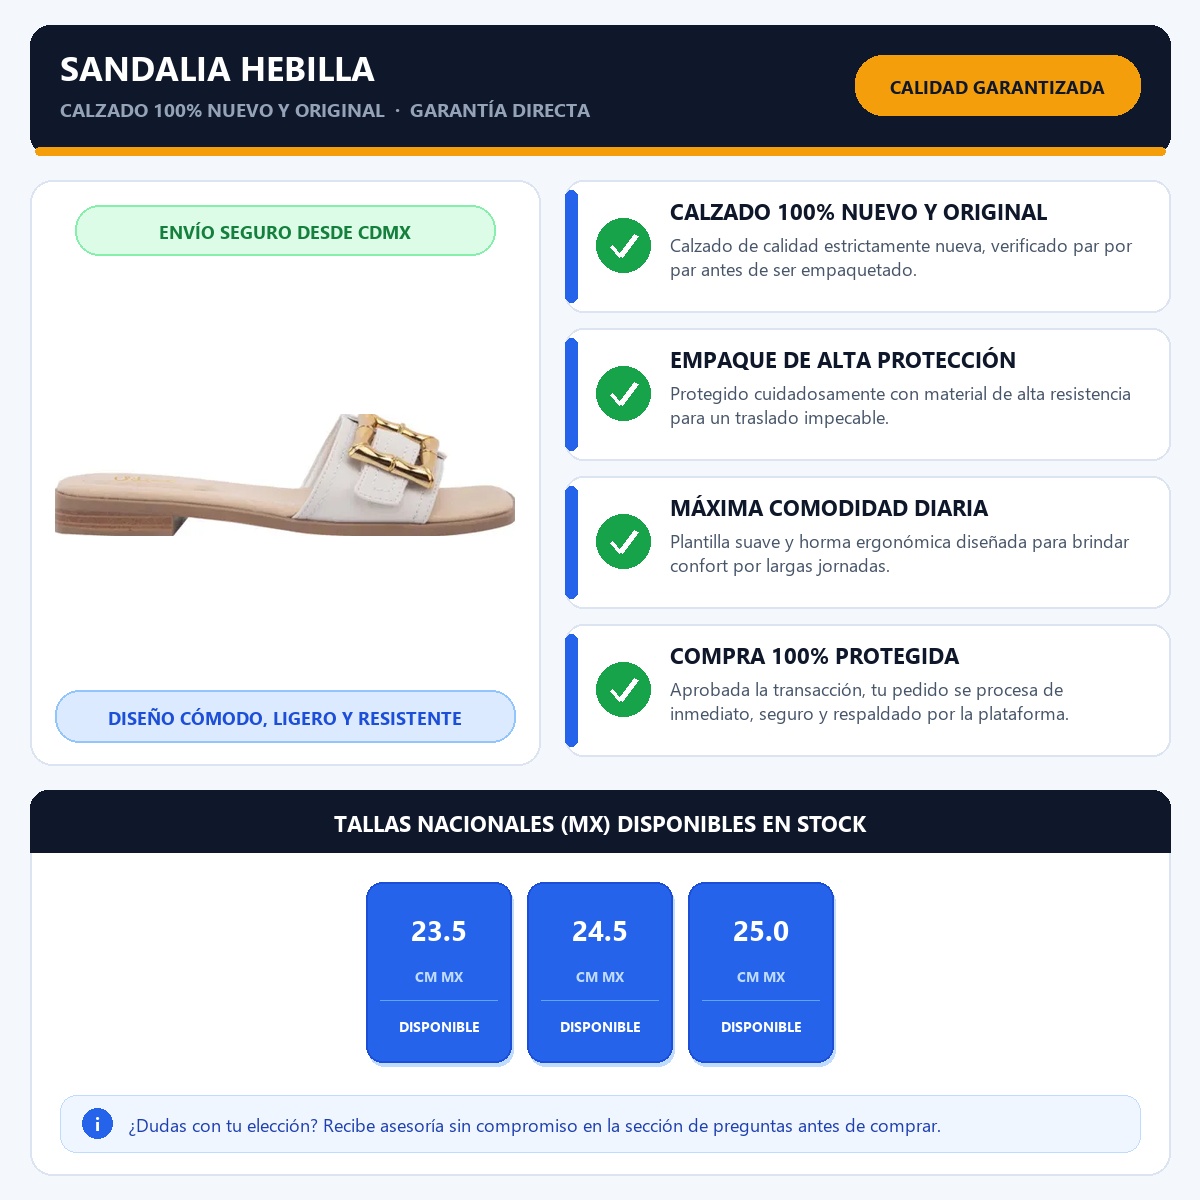 SANDALIA HEBILLA
CALZADO 100% NUEVO Y ORIGINAL · GARANTÍA DIRECTA
CALIDAD GARANTIZADA
ENVÍO SEGURO DESDE CDMX
DISEÑO CÓMODO, LIGERO Y RESISTENTE
CALZADO 100% NUEVO Y ORIGINAL
Calzado de calidad estrictamente nueva, verificado par por
par antes de ser empaquetado.
EMPAQUE DE ALTA PROTECCIÓN
Protegido cuidadosamente con material de alta resistencia
para un traslado impecable.
MÁXIMA COMODIDAD DIARIA
Plantilla suave y horma ergonómica diseñada para brindar
confort por largas jornadas.
COMPRA 100% PROTEGIDA
Aprobada la transacción, tu pedido se procesa de
inmediato, seguro y respaldado por la plataforma.
TALLAS NACIONALES (MX) DISPONIBLES EN STOCK
23.5
CM MX
DISPONIBLE
24.5
CM MX
DISPONIBLE
25.0
CM MX
DISPONIBLE
¿Dudas con tu elección? Recibe asesoría sin compromiso en la sección de preguntas antes de comprar.